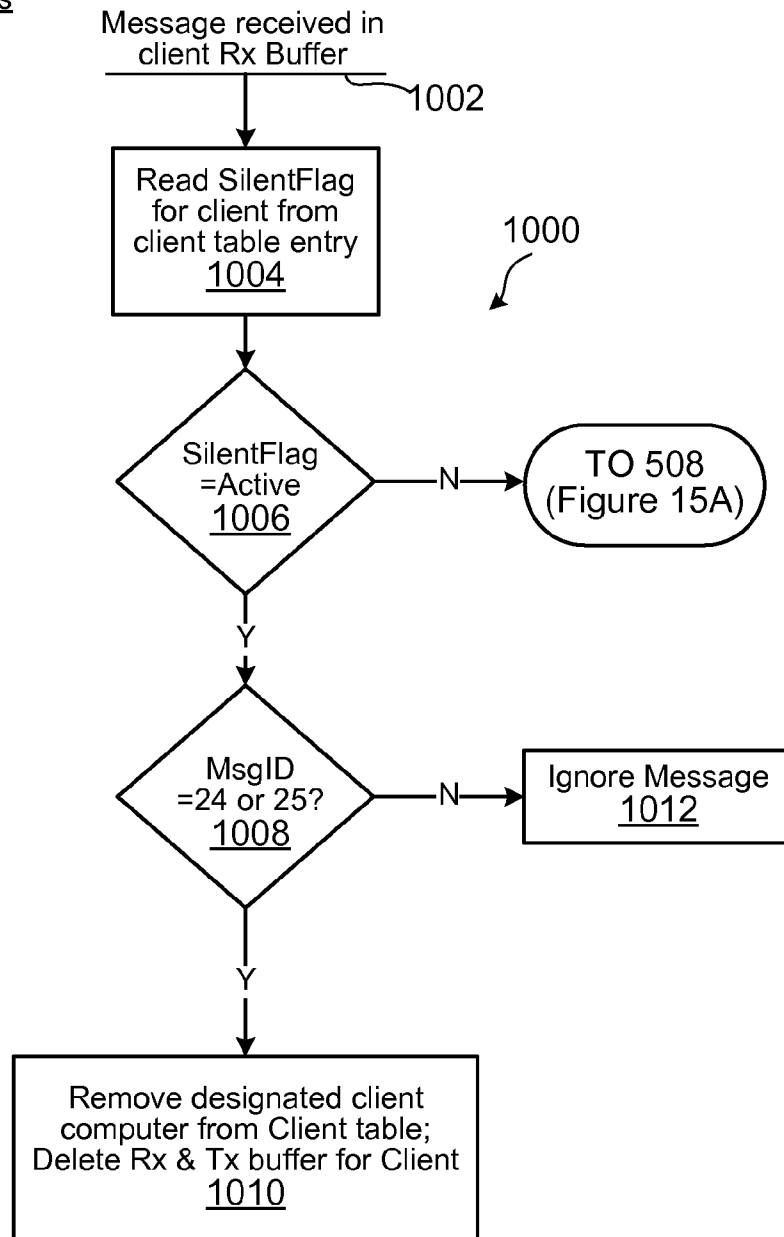 Message received in
client Rx Buffer
1002
Read SilentFlag
for client from
client table entry
1004
1000
SilentFlag
=Active
1006
N
TO 508
(Figure 15A)
Y
MsgID
=24 or 25?
1008
N
Ignore Message
1012
Y
Remove designated client
computer from Client table;
Delete Rx & Tx buffer for Client
1010